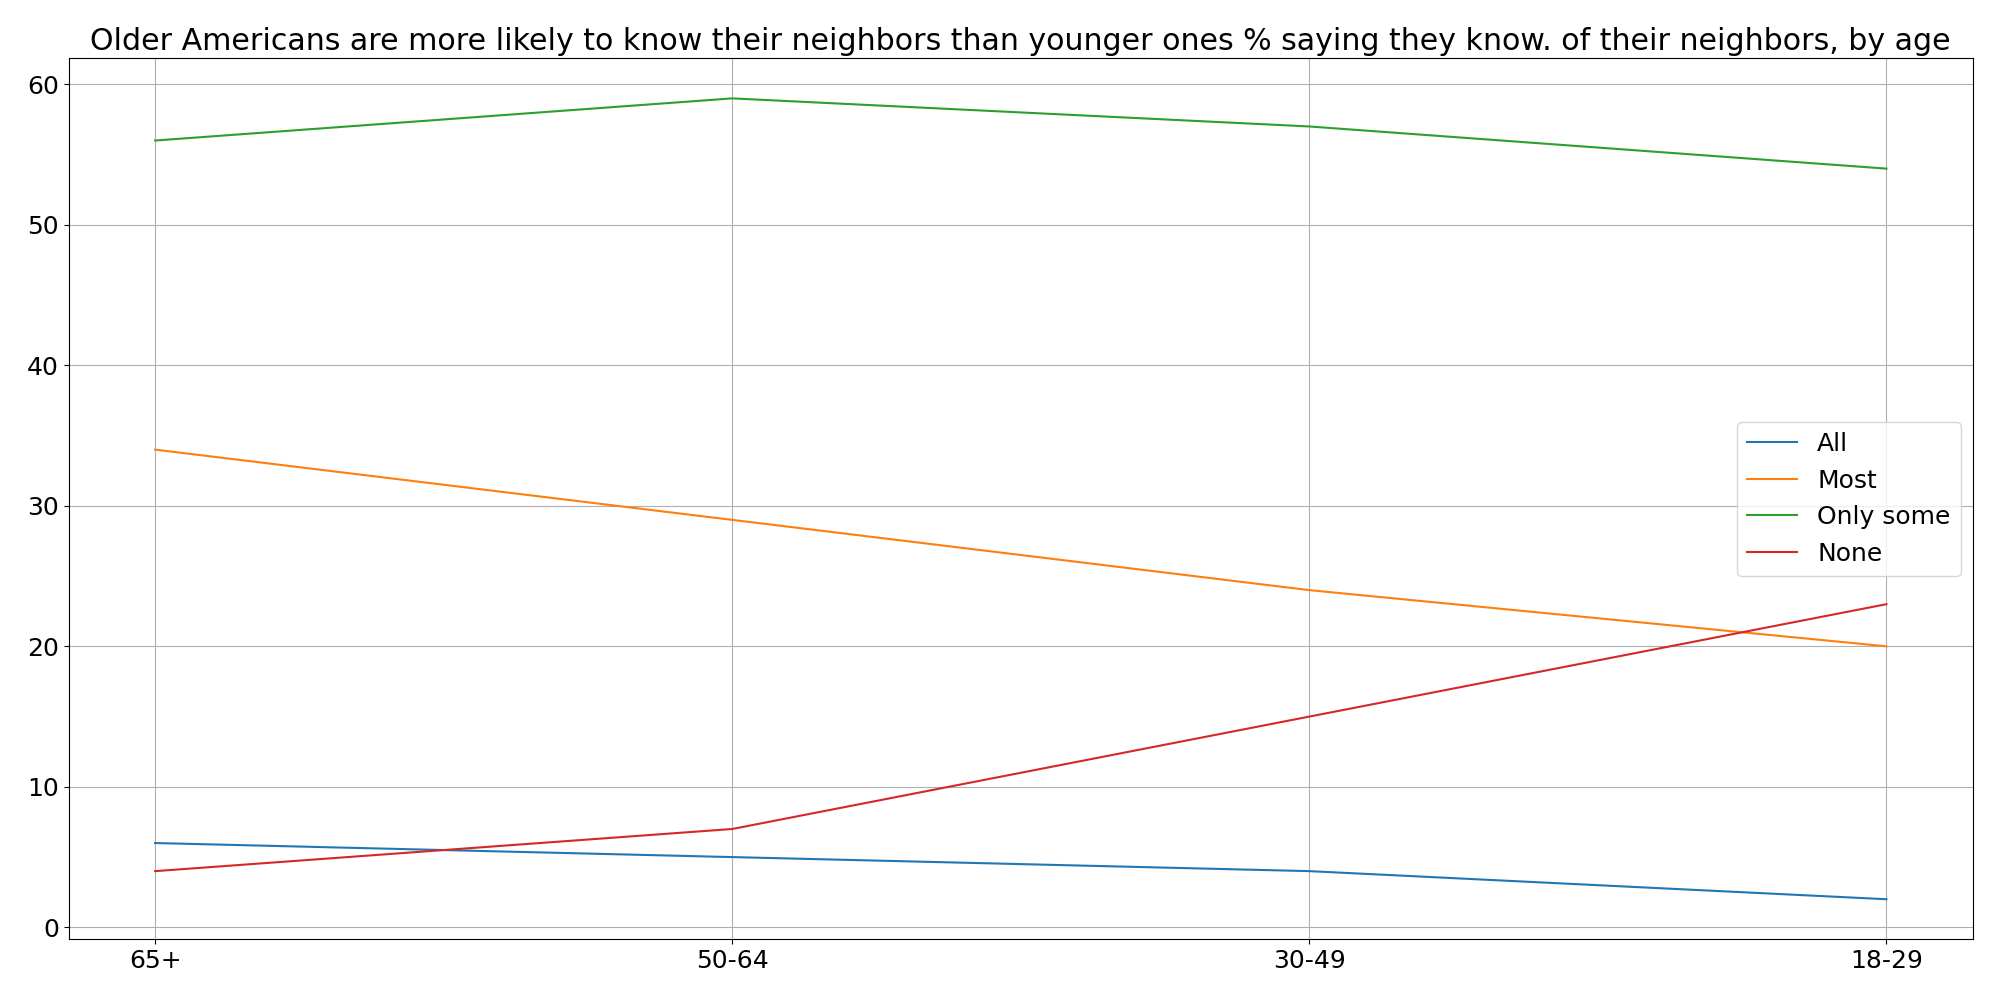 Older Americans are more likely to know their neighbors than younger ones % saying they know. of their neighbors, by age
60
50
40
30
20
10
0
All
Most
Only some
None
65+ 50-64 30-49 18-29